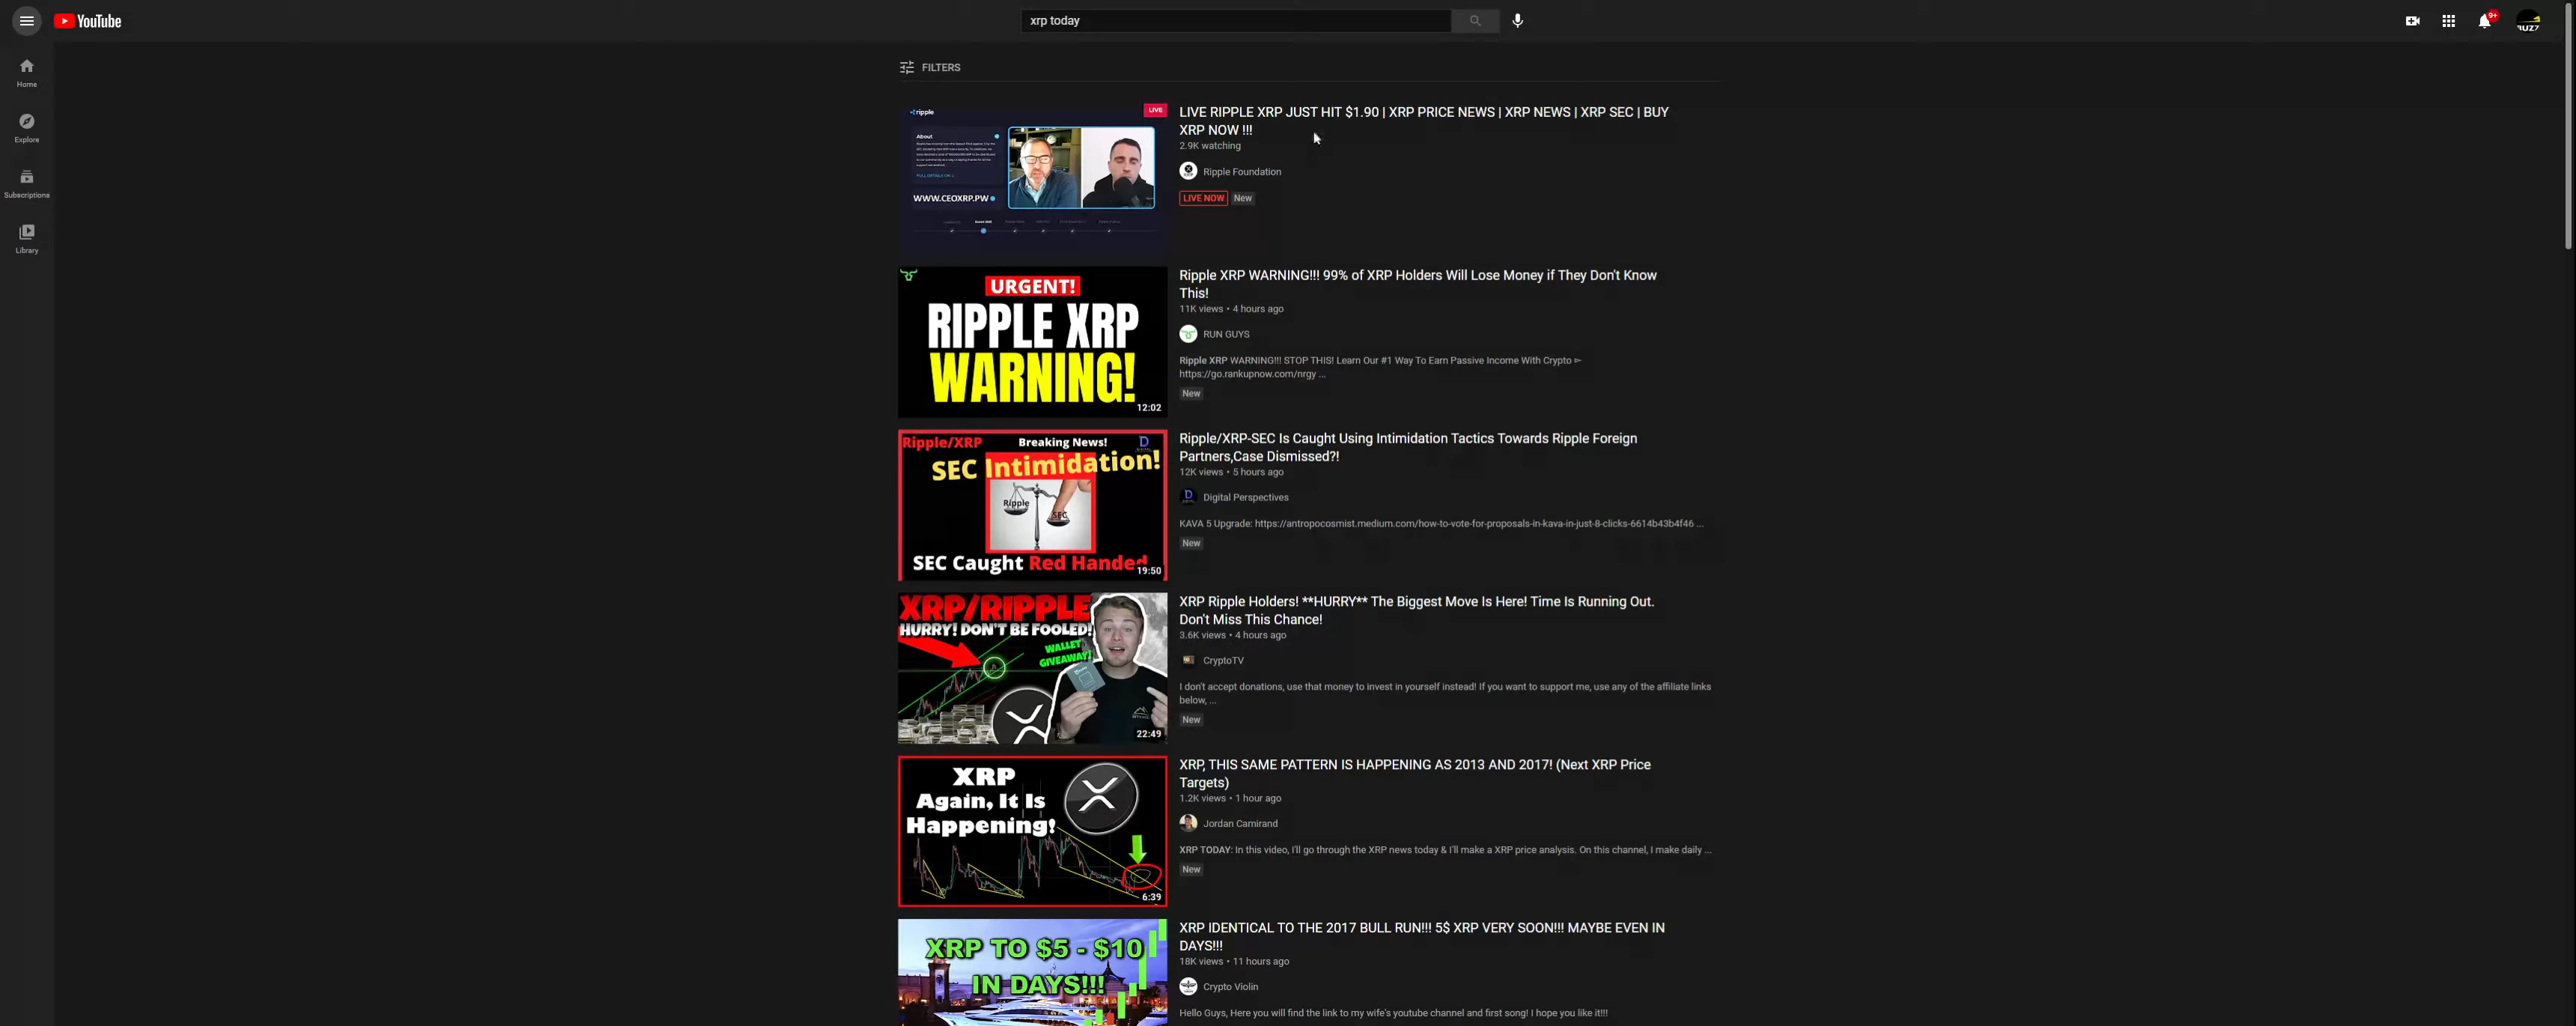 YouTube
xrp today
9+
BUZZ
Home
Explore
Subscriptions
Library
FILTERS
ripple
LIVE
About
FULL DETAILS ON
WWW.CEOXRP.PW
LIVE RIPPLE XRP JUST HIT $1.90 | XRP PRICE NEWS | XRP NEWS | XRP SEC | BUY
XRP NOW !!!
2.9K watching
Ripple Foundation
LIVE NOW New
URGENT!
RIPPLE XRP
WARNING!
12:02
Ripple XRP WARNING!!! 99% of XRP Holders Will Lose Money if They Don't Know
This!
11K views • 4 hours ago
RUN GUYS
Ripple XRP WARNING!!! STOP THIS! Learn Our #1 Way To Earn Passive Income With Crypto ►
https://go.rankupnow.com/nrgy ...
New
Ripple/XRP Breaking News! D
SEC Intimidation!
Ripple
SEC
SEC Caught Red Handed
19:50
Ripple/XRP-SEC Is Caught Using Intimidation Tactics Towards Ripple Foreign
Partners,Case Dismissed?!
12K views • 5 hours ago
Digital Perspectives
KAVA 5 Upgrade: https://antropocosmist.medium.com/how-to-vote-for-proposals-in-kava-in-just-8-clicks-6614b43b4f46 ...
New
XRP/RIPPLE
HURRY! DON'T BE FOOLED!
WALLET
GIVEAWAY!
22:49
XRP Ripple Holders! **HURRY** The Biggest Move Is Here! Time Is Running Out.
Don't Miss This Chance!
3.6K views • 4 hours ago
CryptoTV
I don't accept donations, use that money to invest in yourself instead! If you want to support me, use any of the affiliate links
below, ...
New
XRP
Again, It Is
Happening!
6:39
XRP, THIS SAME PATTERN IS HAPPENING AS 2013 AND 2017! (Next XRP Price
Targets)
1.2K views • 1 hour ago
Jordan Camirand
XRP TODAY: In this video, I'll go through the XRP news today & I'll make a XRP price analysis. On this channel, I make daily ...
New
XRP TO $5 - $10
IN DAYS!!!
XRP IDENTICAL TO THE 2017 BULL RUN!!! 5$ XRP VERY SOON!!! MAYBE EVEN IN
DAYS!!!
18K views • 11 hours ago
Crypto Violin
Hello Guys, Here you will find the link to my wife's youtube channel and first song! I hope you like it!!!